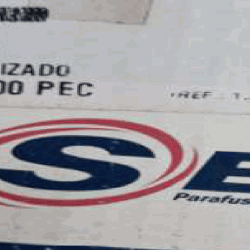 IZADO
00 PEC
REF
SE
Parafus